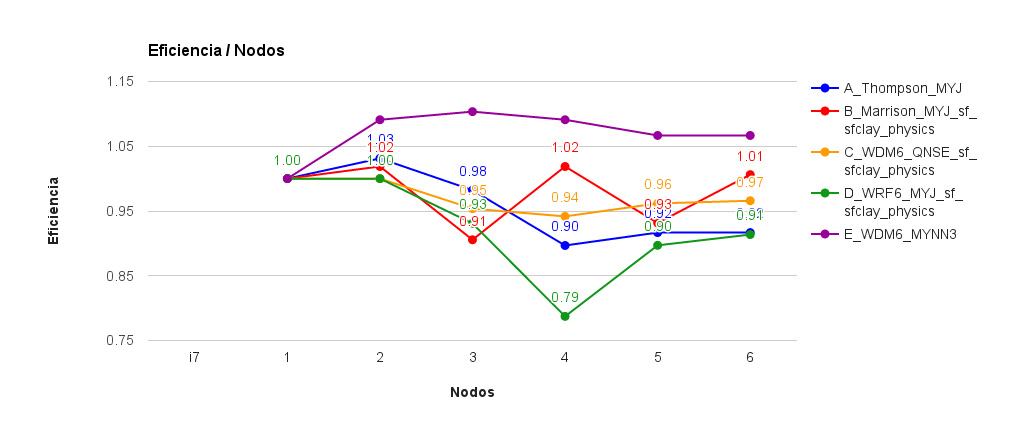 Eficiencia / Nodos
1.15
1.05
0.95
0.85
0.75
Eficiencia
i7
1
2
3
4
5
6
Nodos
1.00
1.03
1.02
1.00
0.98
0.95
0.93
0.91
1.02
0.94
0.90
0.79
0.96
0.93
0.92
0.90
1.01
0.97
0.91
A_Thompson_MYJ
B_Marrison_MYJ_sf_
sfclay_physics
C_WDM6_QNSE_sf_
sfclay_physics
D_WRF6_MYJ_sf_
sfclay_physics
E_WDM6_MYNN3